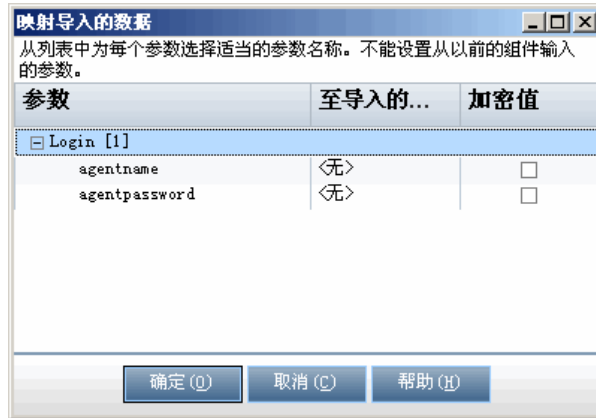 映射导入的数据
从列表中为每个参数选择适当的参数名称。不能设置从以前的组件输入
的参数。
参数 至导入的... 加密值
Login [1]
agentname <无>
agentpassword <无>
确定(O) 取消(C) 帮助(H)